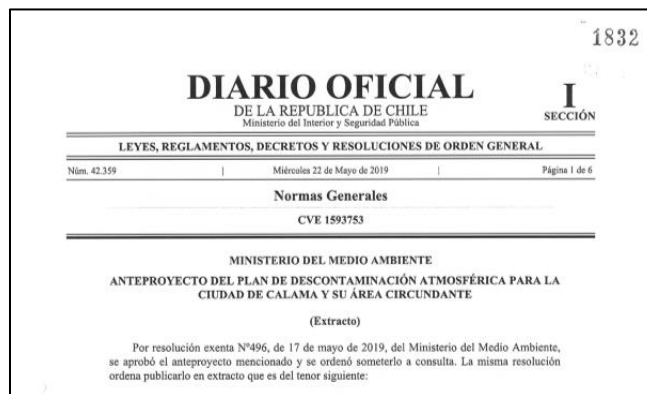 1832
DIARIO OFICIAL
DE LA REPUBLICA DE CHILE
Ministerio del Interior y Seguridad Pública
I
SECCIÓN
LEYES, REGLAMENTOS, DECRETOS Y RESOLUCIONES DE ORDEN GENERAL
Núm. 42.359 | Miércoles 22 de Mayo de 2019 | Página 1 de 6
Normas Generales
CVE 1593753
MINISTERIO DEL MEDIO AMBIENTE
ANTEPROYECTO DEL PLAN DE DESCONTAMINACIÓN ATMOSFÉRICA PARA LA
CIUDAD DE CALAMA Y SU ÁREA CIRCUNDANTE
(Extracto)
Por resolución exenta Nº496, de 17 de mayo de 2019, del Ministerio del Medio Ambiente,
se aprobó el anteproyecto mencionado y se ordenó someterlo a consulta. La misma resolución
ordena publicarlo en extracto que es del tenor siguiente: